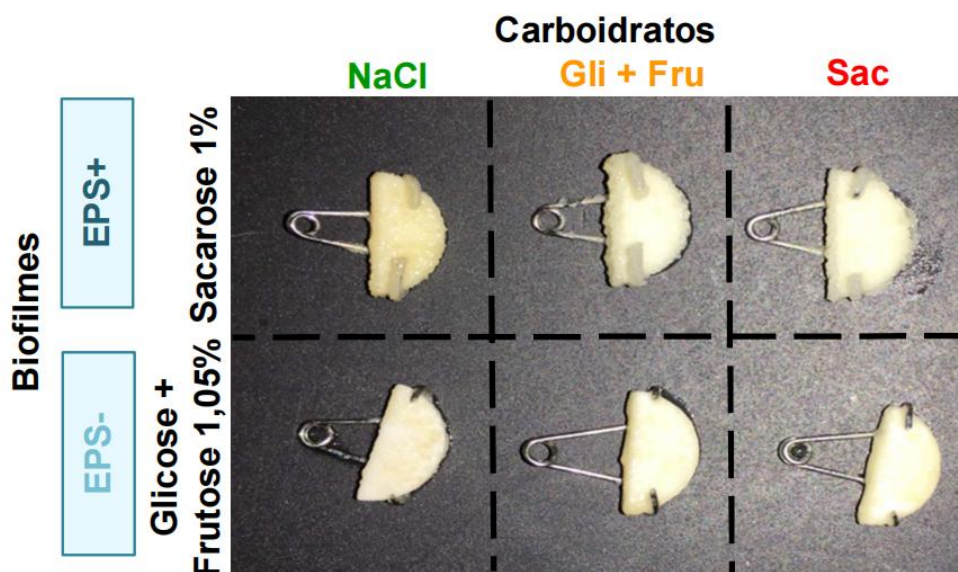 Carboidratos
NaCl
Gli + Fru
Sac
Biofilmes
EPS+
Sacarose 1%
EPS-
Glicose +
Frutose 1,05%